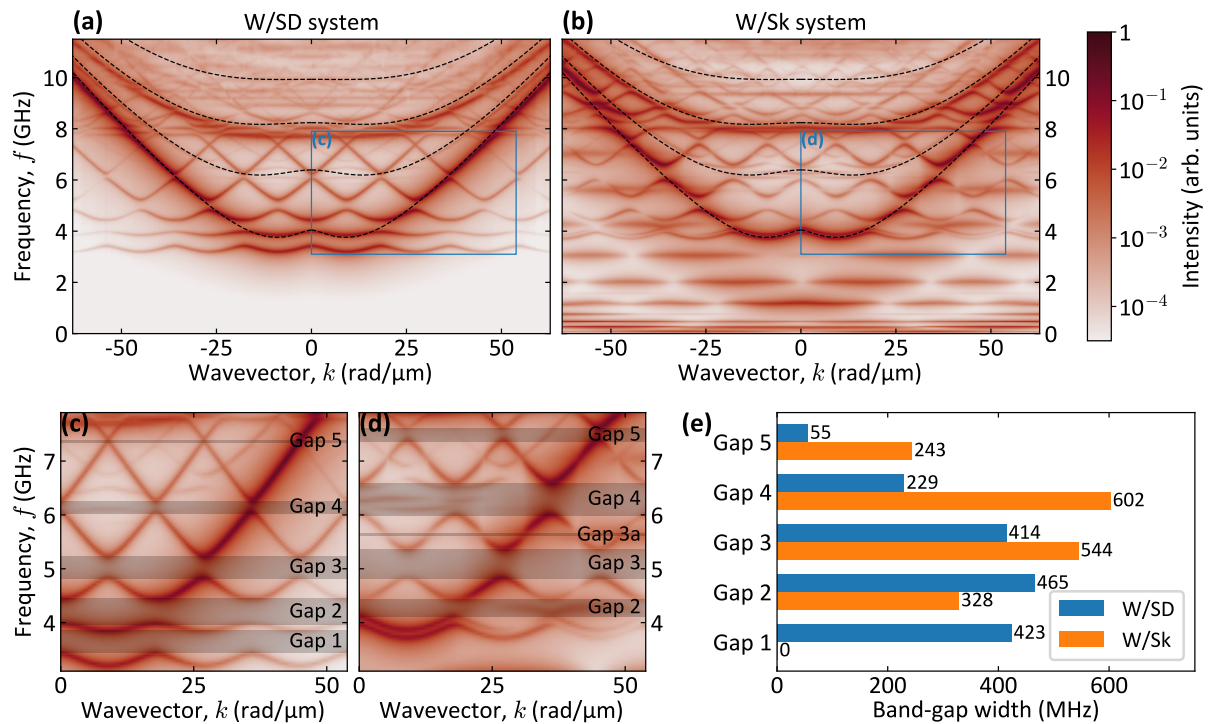 (a) W/SD system
(b) W/Sk system
Frequency, f (GHz)
10
8
6
4
2
0
(c)
(d)
10
8
6
4
2
0
1
10⁻¹
10⁻²
10⁻³
10⁻⁴
Intensity (arb. units)
-50 -25 0 25 50
-50 -25 0 25 50
Wavevector, k (rad/µm)
Wavevector, k (rad/µm)
(c)
(d)
(e)
Frequency, f (GHz)
7
6
5
4
Gap 5
Gap 4
Gap 3
Gap 2
Gap 1
7
6
5
4
Gap 5
Gap 4
Gap 3a
Gap 3
Gap 2
0 25 50
0 25 50
Wavevector, k (rad/µm)
Wavevector, k (rad/µm)
Gap 5 55 243
Gap 4 229 602
Gap 3 414 544
Gap 2 465 328
Gap 1 423 0
W/SD
W/Sk
0 200 400 600
Band-gap width (MHz)